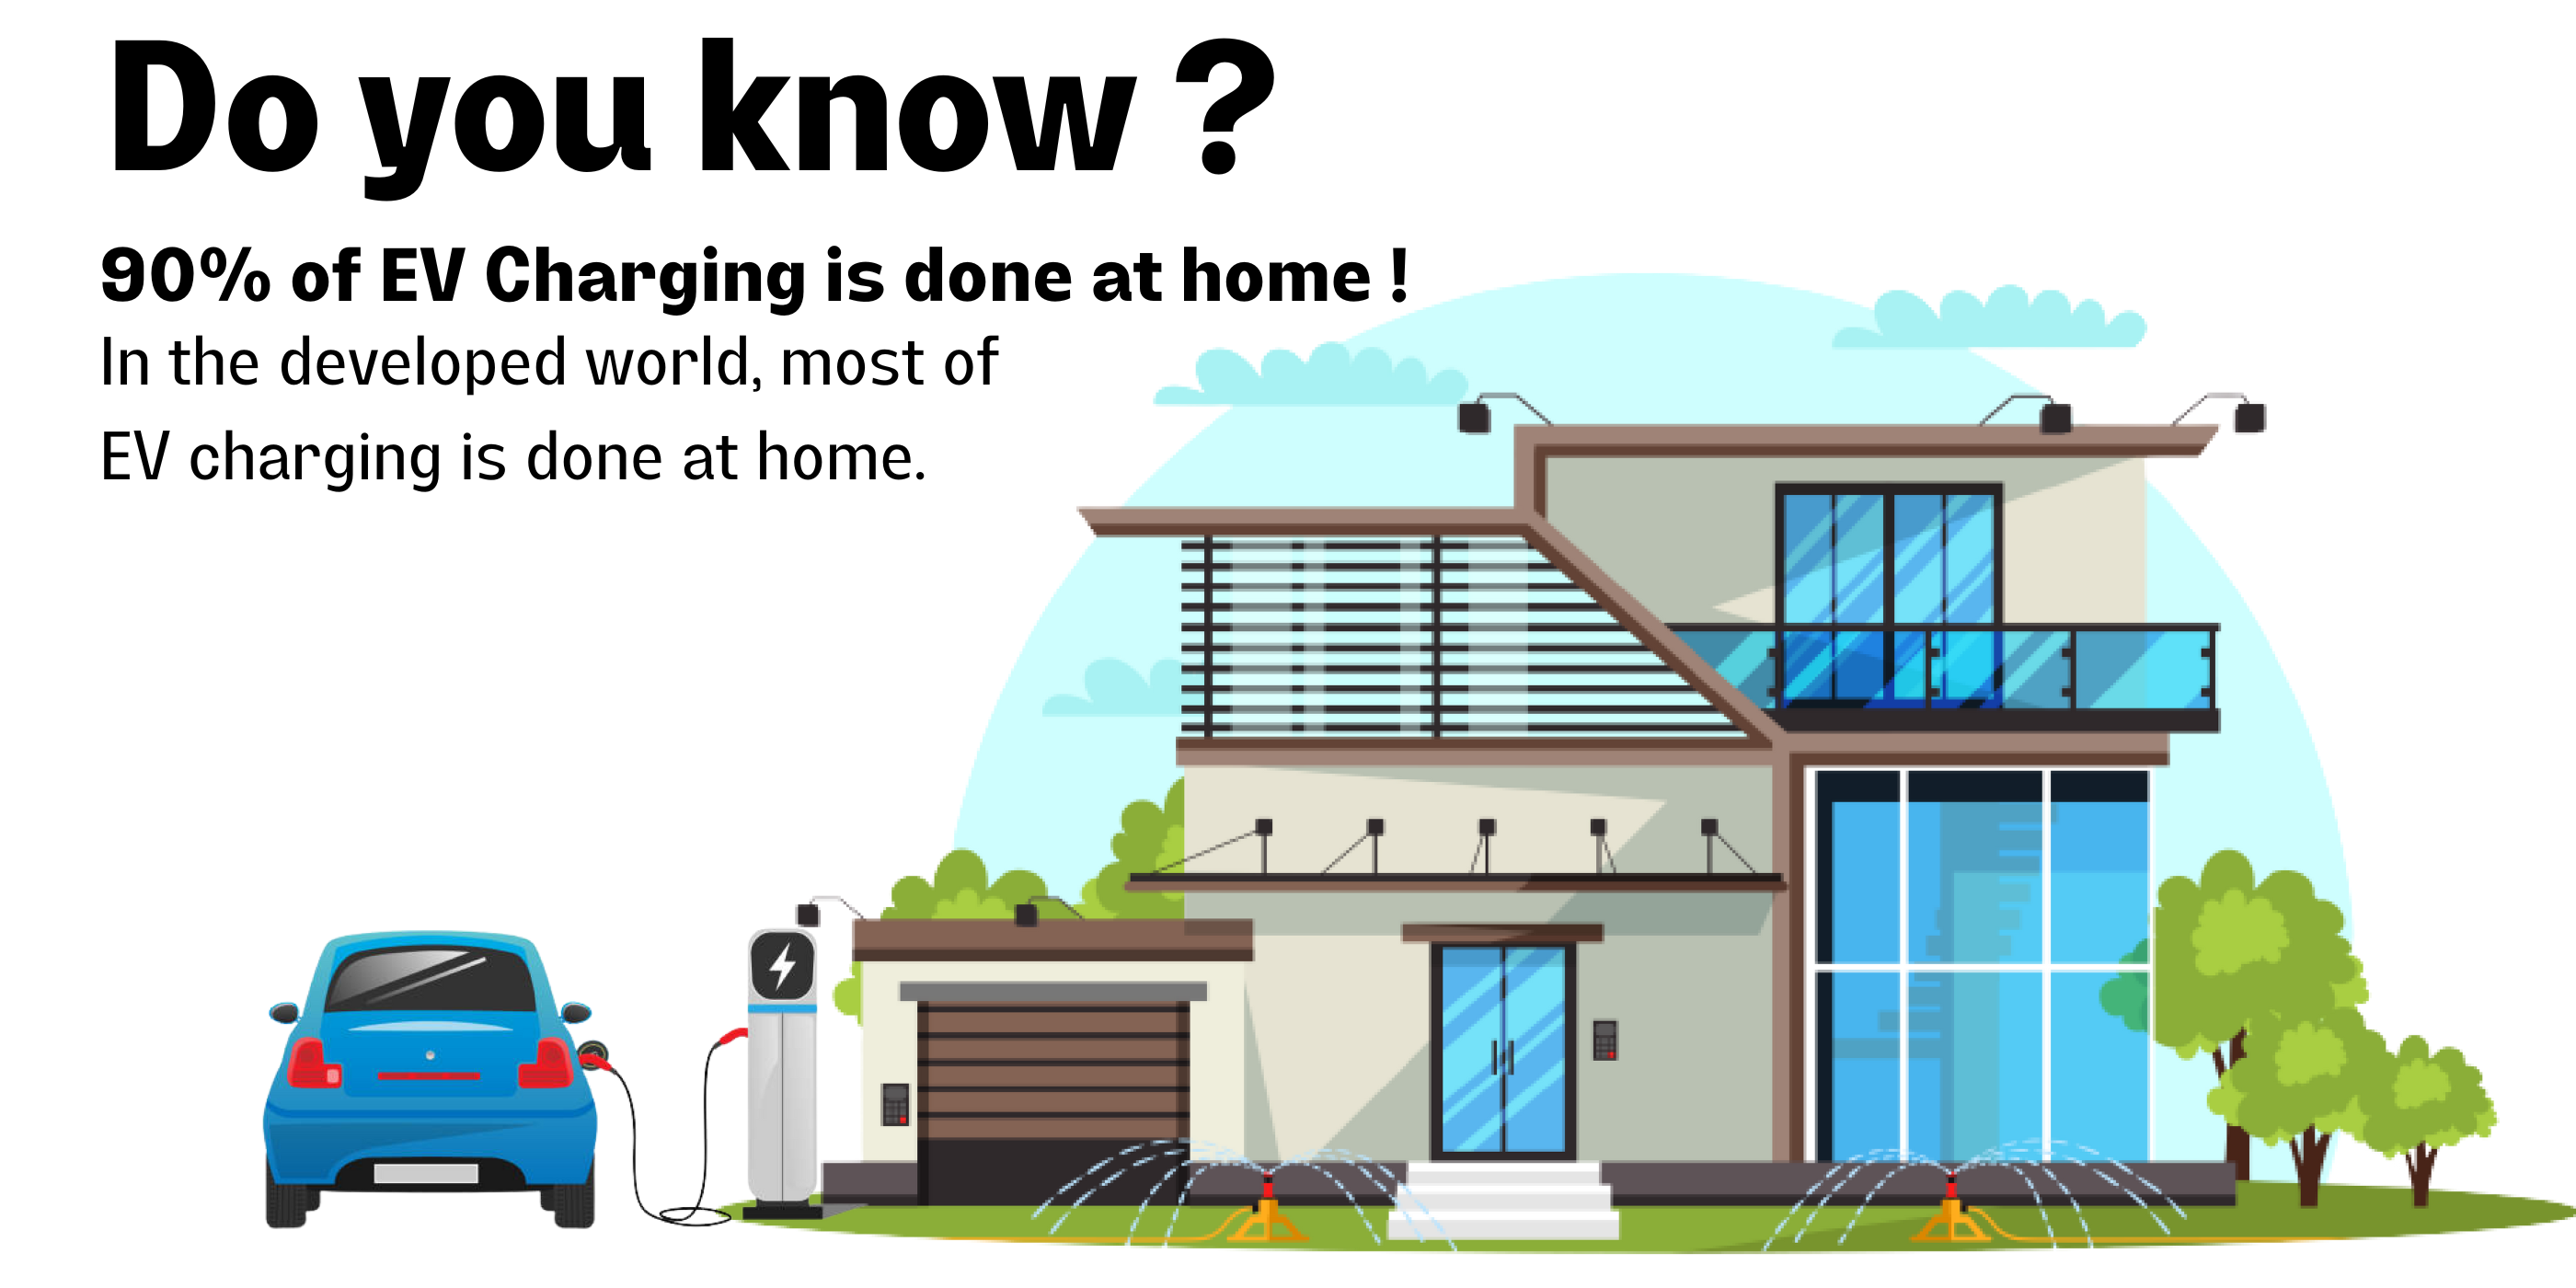 Do you know ?
90% of EV Charging is done at home !
In the developed world, most of
EV charging is done at home.